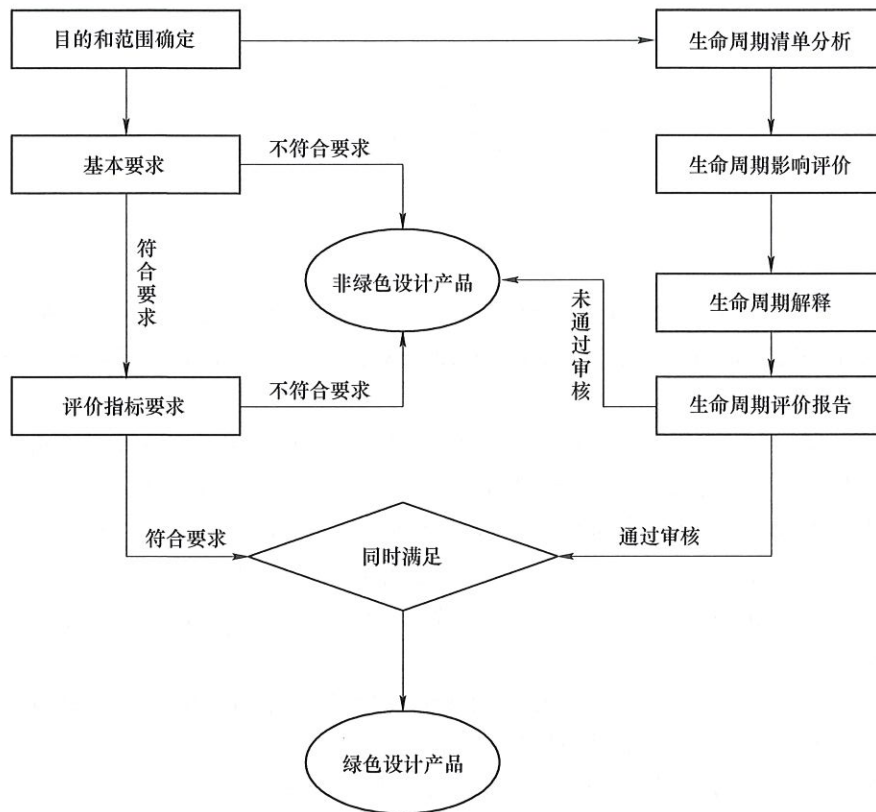 目的和范围确定
生命周期清单分析
基本要求
不符合要求
生命周期影响评价
符合要求
非绿色设计产品
未通过审核
生命周期解释
评价指标要求
不符合要求
生命周期评价报告
符合要求
同时满足
通过审核
绿色设计产品